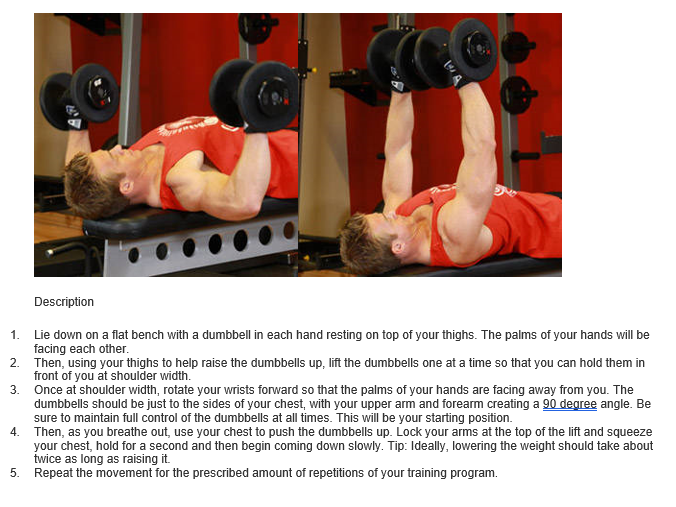 Description
1. Lie down on a flat bench with a dumbbell in each hand resting on top of your thighs. The palms of your hands will be
facing each other.
2. Then, using your thighs to help raise the dumbbells up, lift the dumbbells one at a time so that you can hold them in
front of you at shoulder width.
3. Once at shoulder width, rotate your wrists forward so that the palms of your hands are facing away from you. The
dumbbells should be just to the sides of your chest, with your upper arm and forearm creating a 90 degree angle. Be
sure to maintain full control of the dumbbells at all times. This will be your starting position.
4. Then, as you breathe out, use your chest to push the dumbbells up. Lock your arms at the top of the lift and squeeze
your chest, hold for a second and then begin coming down slowly. Tip: Ideally, lowering the weight should take about
twice as long as raising it.
5. Repeat the movement for the prescribed amount of repetitions of your training program.